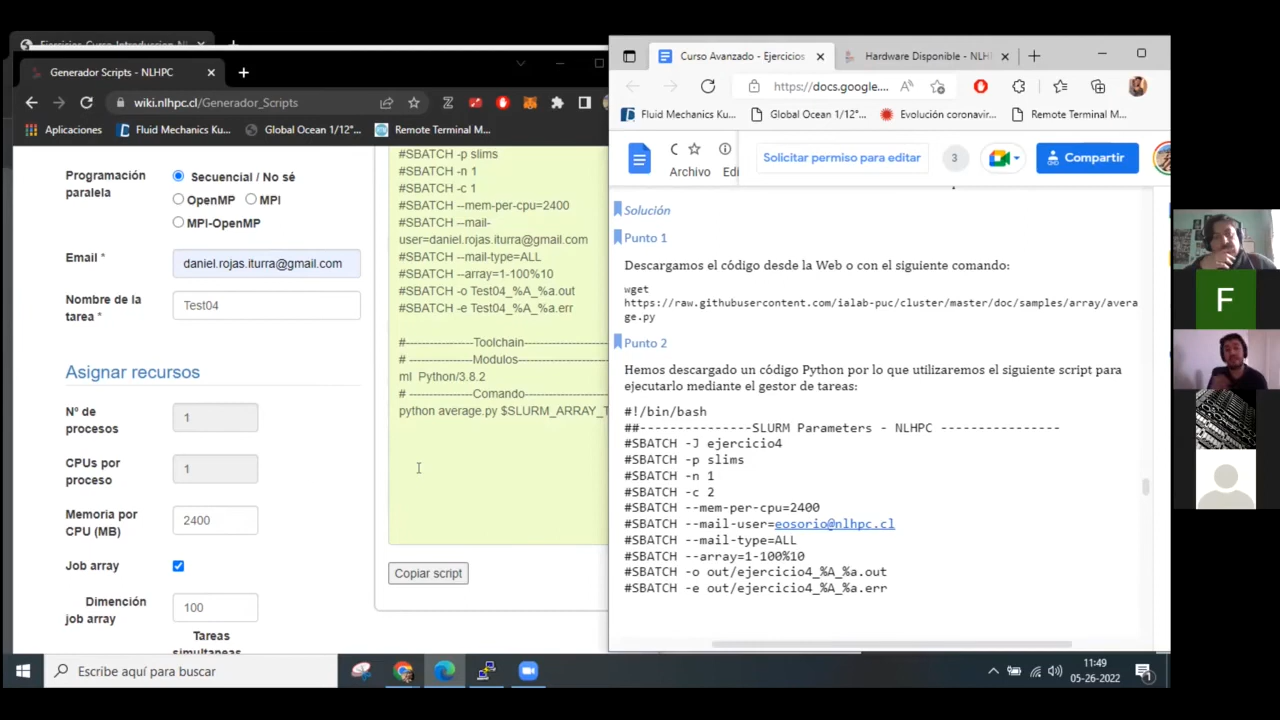 Ejercicios Curso Introduccion NL
Generador Scripts - NLHPC
wiki.nlhpc.cl/Generador_Scripts
Aplicaciones
Fluid Mechanics Ku...
Global Ocean 1/12°...
Remote Terminal M...
Programación
paralela
Secuencial / No sé
OpenMP
MPI
MPI-OpenMP
Email *
daniel.rojas.iturra@gmail.com
Nombre de la
tarea *
Test04
Asignar recursos
Nº de
procesos
1
CPUs por
proceso
1
Memoria por
CPU (MB)
2400
Job array
Dimención
job array
100
Tareas
simultaneas
#SBATCH -p slims
#SBATCH -n 1
#SBATCH -c 1
#SBATCH --mem-per-cpu=2400
#SBATCH --mail-
user=daniel.rojas.iturra@gmail.com
#SBATCH --mail-type=ALL
#SBATCH --array=1-100%10
#SBATCH -o Test04_%A_%a.out
#SBATCH -e Test04_%A_%a.err
#-----------------Toolchain---------------
# ----------------Modulos----------------
ml  Python/3.8.2
# ----------------Comando--------------
python average.py $SLURM_ARRAY_T
Copiar script
Curso Avanzado - Ejercicios
Hardware Disponible - NLH
https://docs.google....
Fluid Mechanics Ku...
Global Ocean 1/12°...
Evolución coronavir...
Remote Terminal M...
C
Archivo
Edi
Solicitar permiso para editar
3
Compartir
Solución
Punto 1
Descargamos el código desde la Web o con el siguiente comando:
wget
https://raw.githubusercontent.com/ialab-puc/cluster/master/doc/samples/array/avera
ge.py
Punto 2
Hemos descargado un código Python por lo que utilizaremos el siguiente script para
ejecutarlo mediante el gestor de tareas:
#!/bin/bash
##---------------SLURM Parameters - NLHPC ----------------
#SBATCH -J ejercicio4
#SBATCH -p slims
#SBATCH -n 1
#SBATCH -c 2
#SBATCH --mem-per-cpu=2400
#SBATCH --mail-user=eosorio@nlhpc.cl
#SBATCH --mail-type=ALL
#SBATCH --array=1-100%10
#SBATCH -o out/ejercicio4_%A_%a.out
#SBATCH -e out/ejercicio4_%A_%a.err
F
Escribe aquí para buscar
11:49
05-26-2022
1